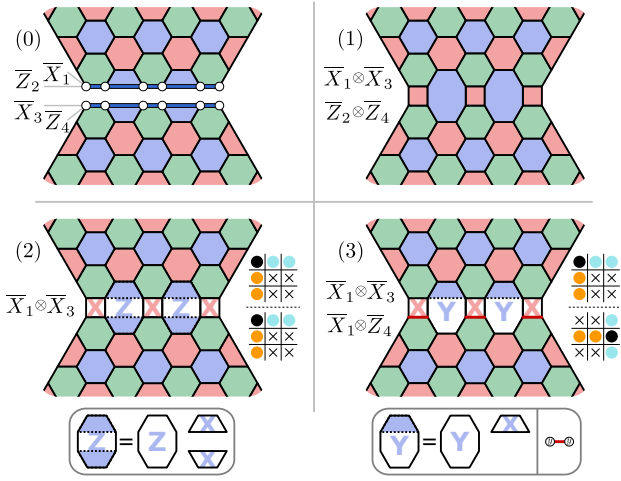 (0)
X̅₁
Z̅₂
X̅₃
Z̅₄
(1)
X̅₁⊗X̅₃
Z̅₂⊗Z̅₄
(2)
X̅₁⊗X̅₃
X Z X Z X
× ×
× ×
× ×
× ×
(3)
X̅₁⊗X̅₃
X̅₁⊗Z̅₄
X Y X Y X
× ×
× ×
× ×
× ×
Z = Z X
X
Y = Y X